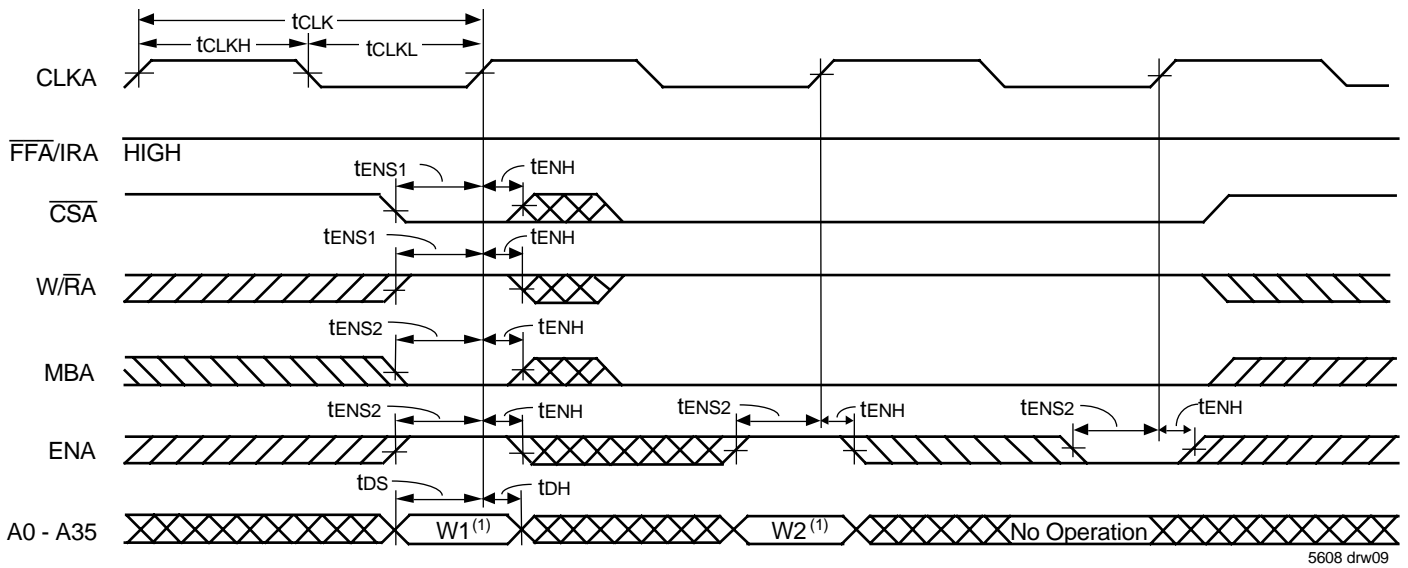 tCLK
tCLKH tCLKL
CLKA
FFA/IRA HIGH
tENS1 tENH
CSA
tENS1 tENH
W/RA
tENS2 tENH
MBA
tENS2 tENH tENS2 tENH tENS2 tENH
ENA
tDS tDH
A0 - A35 W1(1) W2(1) No Operation
5608 drw09